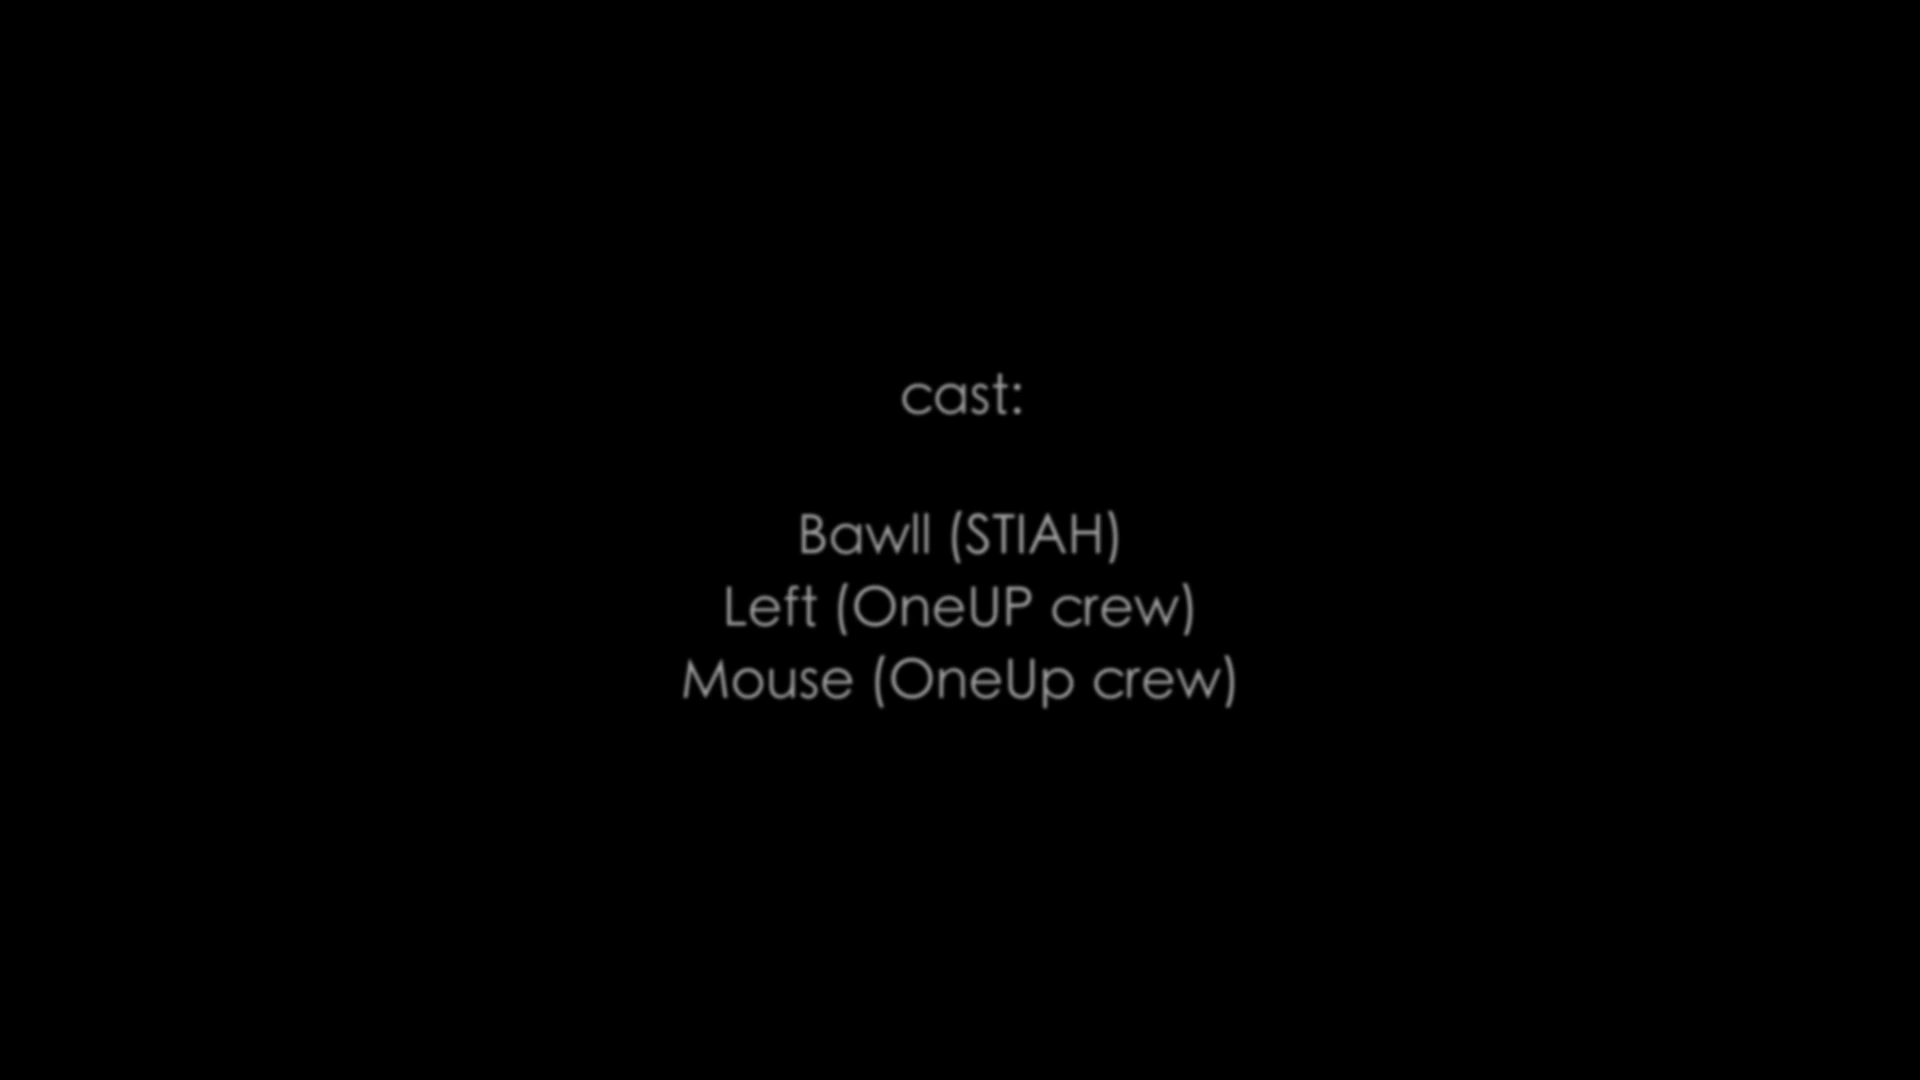 cast:
Bawll (STIAH)
Left (OneUP crew)
Mouse (OneUp crew)